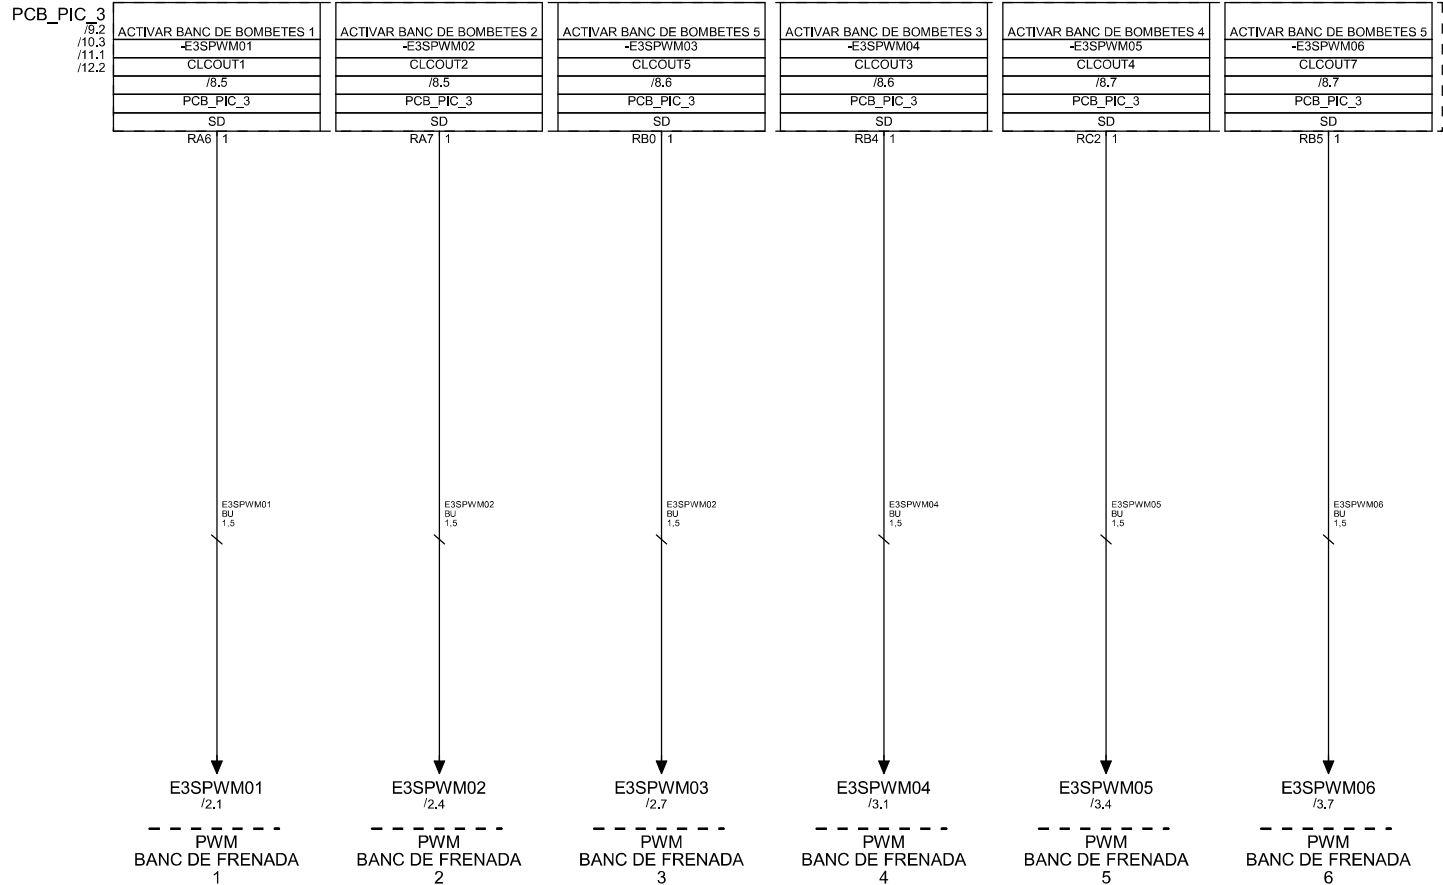 PCB_PIC_3
/9.2
/10.3
/11.1
/12.2
ACTIVAR BANC DE BOMBETES 1
-E3SPWM01
CLCOUT1
/8.5
PCB_PIC_3
SD
RA6 1
ACTIVAR BANC DE BOMBETES 2
-E3SPWM02
CLCOUT2
/8.5
PCB_PIC_3
SD
RA7 1
ACTIVAR BANC DE BOMBETES 5
-E3SPWM03
CLCOUT5
/8.6
PCB_PIC_3
SD
RB0 1
ACTIVAR BANC DE BOMBETES 3
-E3SPWM04
CLCOUT3
/8.6
PCB_PIC_3
SD
RB4 1
ACTIVAR BANC DE BOMBETES 4
-E3SPWM05
CLCOUT4
/8.7
PCB_PIC_3
SD
RC2 1
ACTIVAR BANC DE BOMBETES 5
-E3SPWM06
CLCOUT7
/8.7
PCB_PIC_3
SD
RB5 1
E3SPWM01
BU
1,5
E3SPWM02
BU
1,5
E3SPWM02
BU
1,5
E3SPWM04
BU
1,5
E3SPWM05
BU
1,5
E3SPWM06
BU
1,5
E3SPWM01
/2.1
PWM
BANC DE FRENADA
1
E3SPWM02
/2.4
PWM
BANC DE FRENADA
2
E3SPWM03
/2.7
PWM
BANC DE FRENADA
3
E3SPWM04
/3.1
PWM
BANC DE FRENADA
4
E3SPWM05
/3.4
PWM
BANC DE FRENADA
5
E3SPWM06
/3.7
PWM
BANC DE FRENADA
6